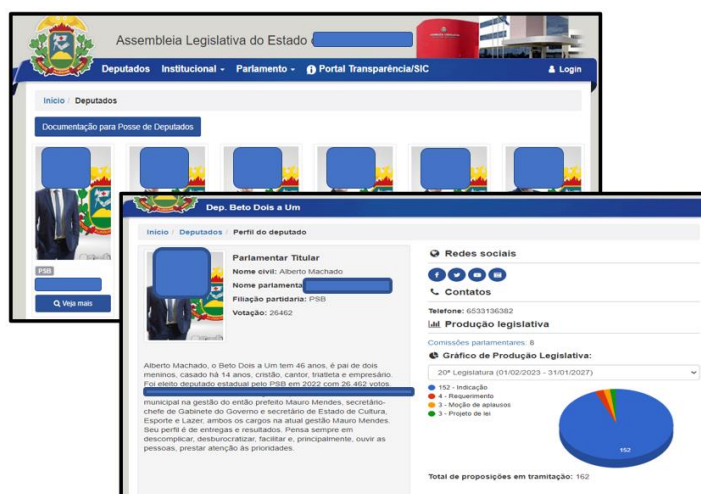 Assembleia Legislativa do Estado
Deputados Institucional Parlamento Portal Transparência/SIC Login
Início / Deputados
Documentação para Posse de Deputados
PSB
Veja mais
Dep. Beto Dois a Um
Início / Deputados / Perfil do deputado
Parlamentar Titular
Nome civil: Alberto Machado
Nome parlamenta
Filiação partidaria: PSB
Votação: 26462
Alberto Machado, o Beto Dois a Um tem 46 anos, é pai de dois
meninos, casado há 14 anos, cristão, cantor, triatleta e empresário.
Foi eleito deputado estadual pelo PSB em 2022 com 26.462 votos.
municipal na gestão do então prefeito Mauro Mendes, secretário-
chefe de Gabinete do Governo e secretário de Estado de Cultura,
Esporte e Lazer, ambos os cargos na atual gestão Mauro Mendes.
Seu perfil é de entregas e resultados. Pensa sempre em
descomplicar, desburocratizar, facilitar e, principalmente, ouvir as
pessoas, prestar atenção às prioridades.
Redes sociais
Contatos
Telefone: 6533136382
Produção legislativa
Comissões parlamentares: 8
Gráfico de Produção Legislativa:
20ª Legislatura (01/02/2023 - 31/01/2027)
152 - Indicação
4 - Requerimento
3 - Moção de aplausos
3 - Projeto de lei
152
Total de proposições em tramitação: 162